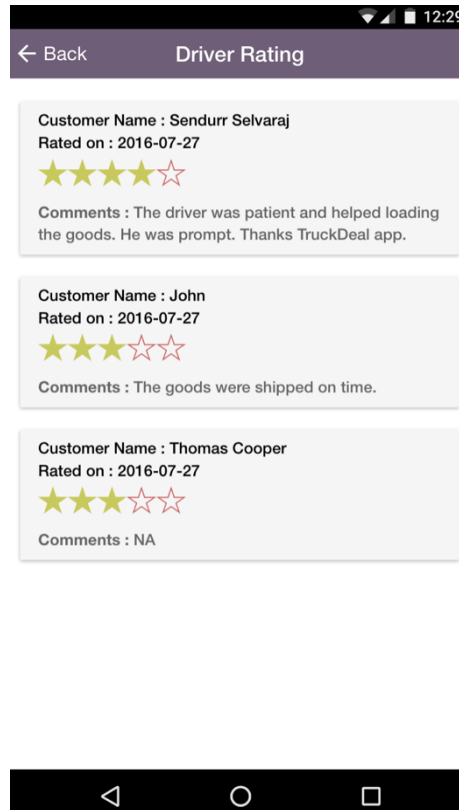 12:29
Back Driver Rating
Customer Name : Sendurr Selvaraj
Rated on : 2016-07-27
Comments : The driver was patient and helped loading
the goods. He was prompt. Thanks TruckDeal app.
Customer Name : John
Rated on : 2016-07-27
Comments : The goods were shipped on time.
Customer Name : Thomas Cooper
Rated on : 2016-07-27
Comments : NA